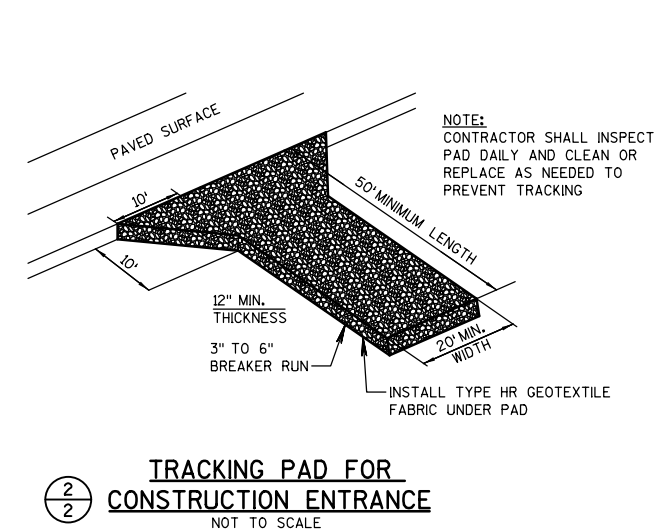 PAVED SURFACE
NOTE:
CONTRACTOR SHALL INSPECT
PAD DAILY AND CLEAN OR
REPLACE AS NEEDED TO
PREVENT TRACKING
10'
50' MINIMUM LENGTH
10'
12" MIN.
THICKNESS
3" TO 6"
BREAKER RUN
20' MIN.
WIDTH
INSTALL TYPE HR GEOTEXTILE
FABRIC UNDER PAD
2
2
TRACKING PAD FOR
CONSTRUCTION ENTRANCE
NOT TO SCALE